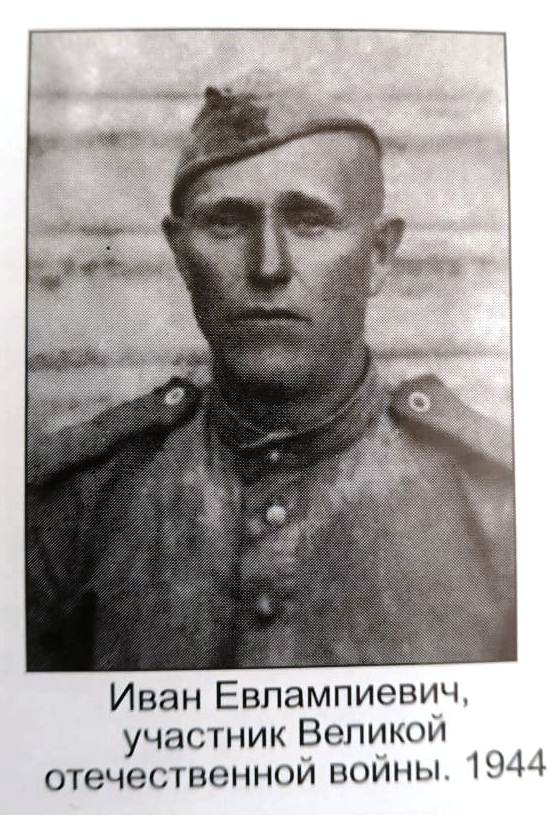 Иван Евлампиевич,
участник Великой
отечественной войны. 1944